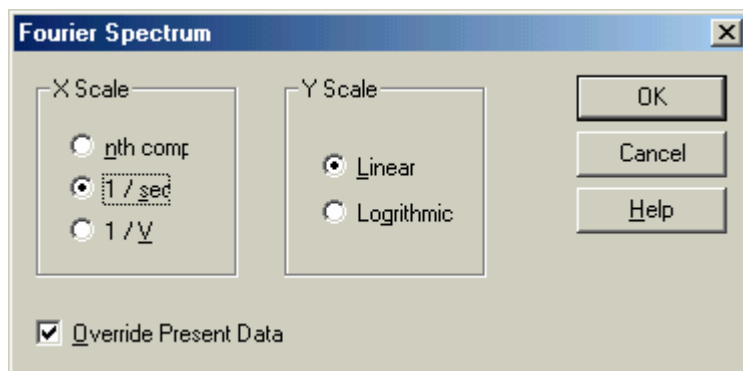 Fourier Spectrum
X Scale
nth comp
1 / sec
1 / V
Y Scale
Linear
Logrithmic
OK
Cancel
Help
Override Present Data